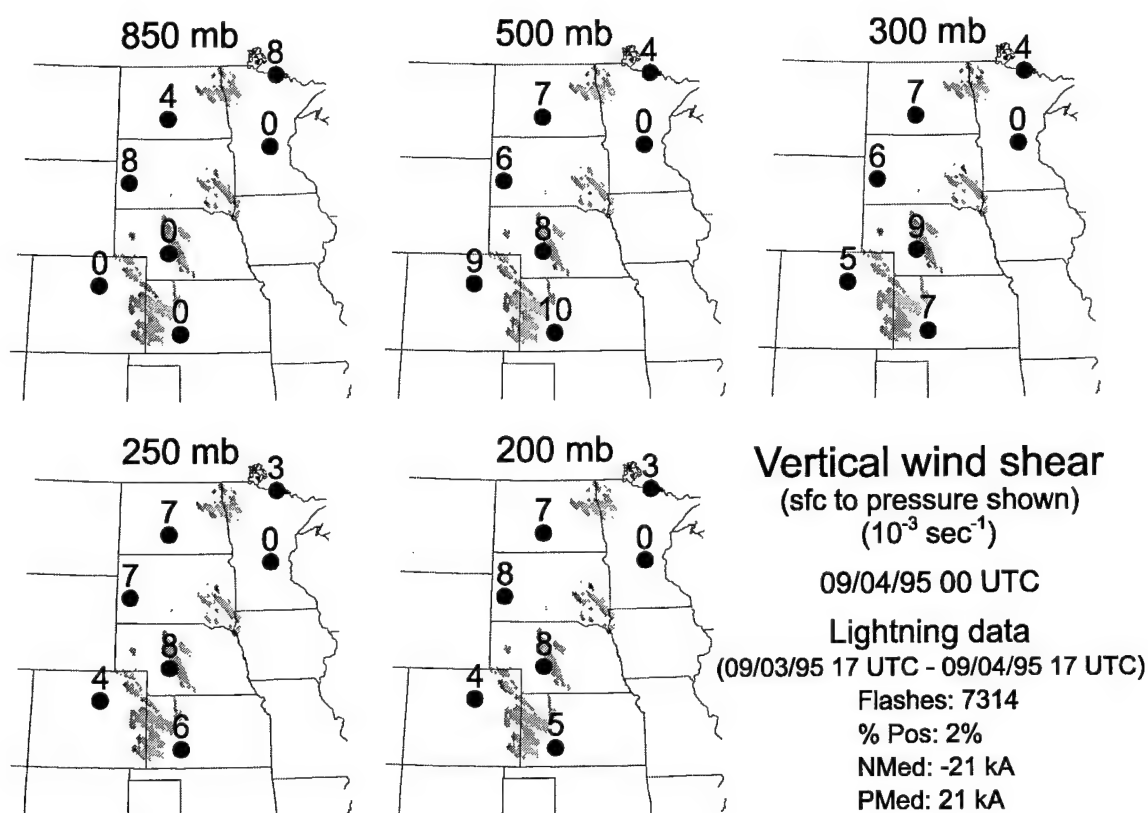 850 mb
8
4
0
8
0
0
0
500 mb
4
7
0
6
8
9
10
300 mb
4
7
0
6
9
5
7
250 mb
3
7
0
7
8
4
6
200 mb
3
7
0
8
8
4
5
Vertical wind shear
(sfc to pressure shown)
(10⁻³ sec⁻¹)
09/04/95 00 UTC
Lightning data
(09/03/95 17 UTC - 09/04/95 17 UTC)
Flashes: 7314
% Pos: 2%
NMed: -21 kA
PMed: 21 kA